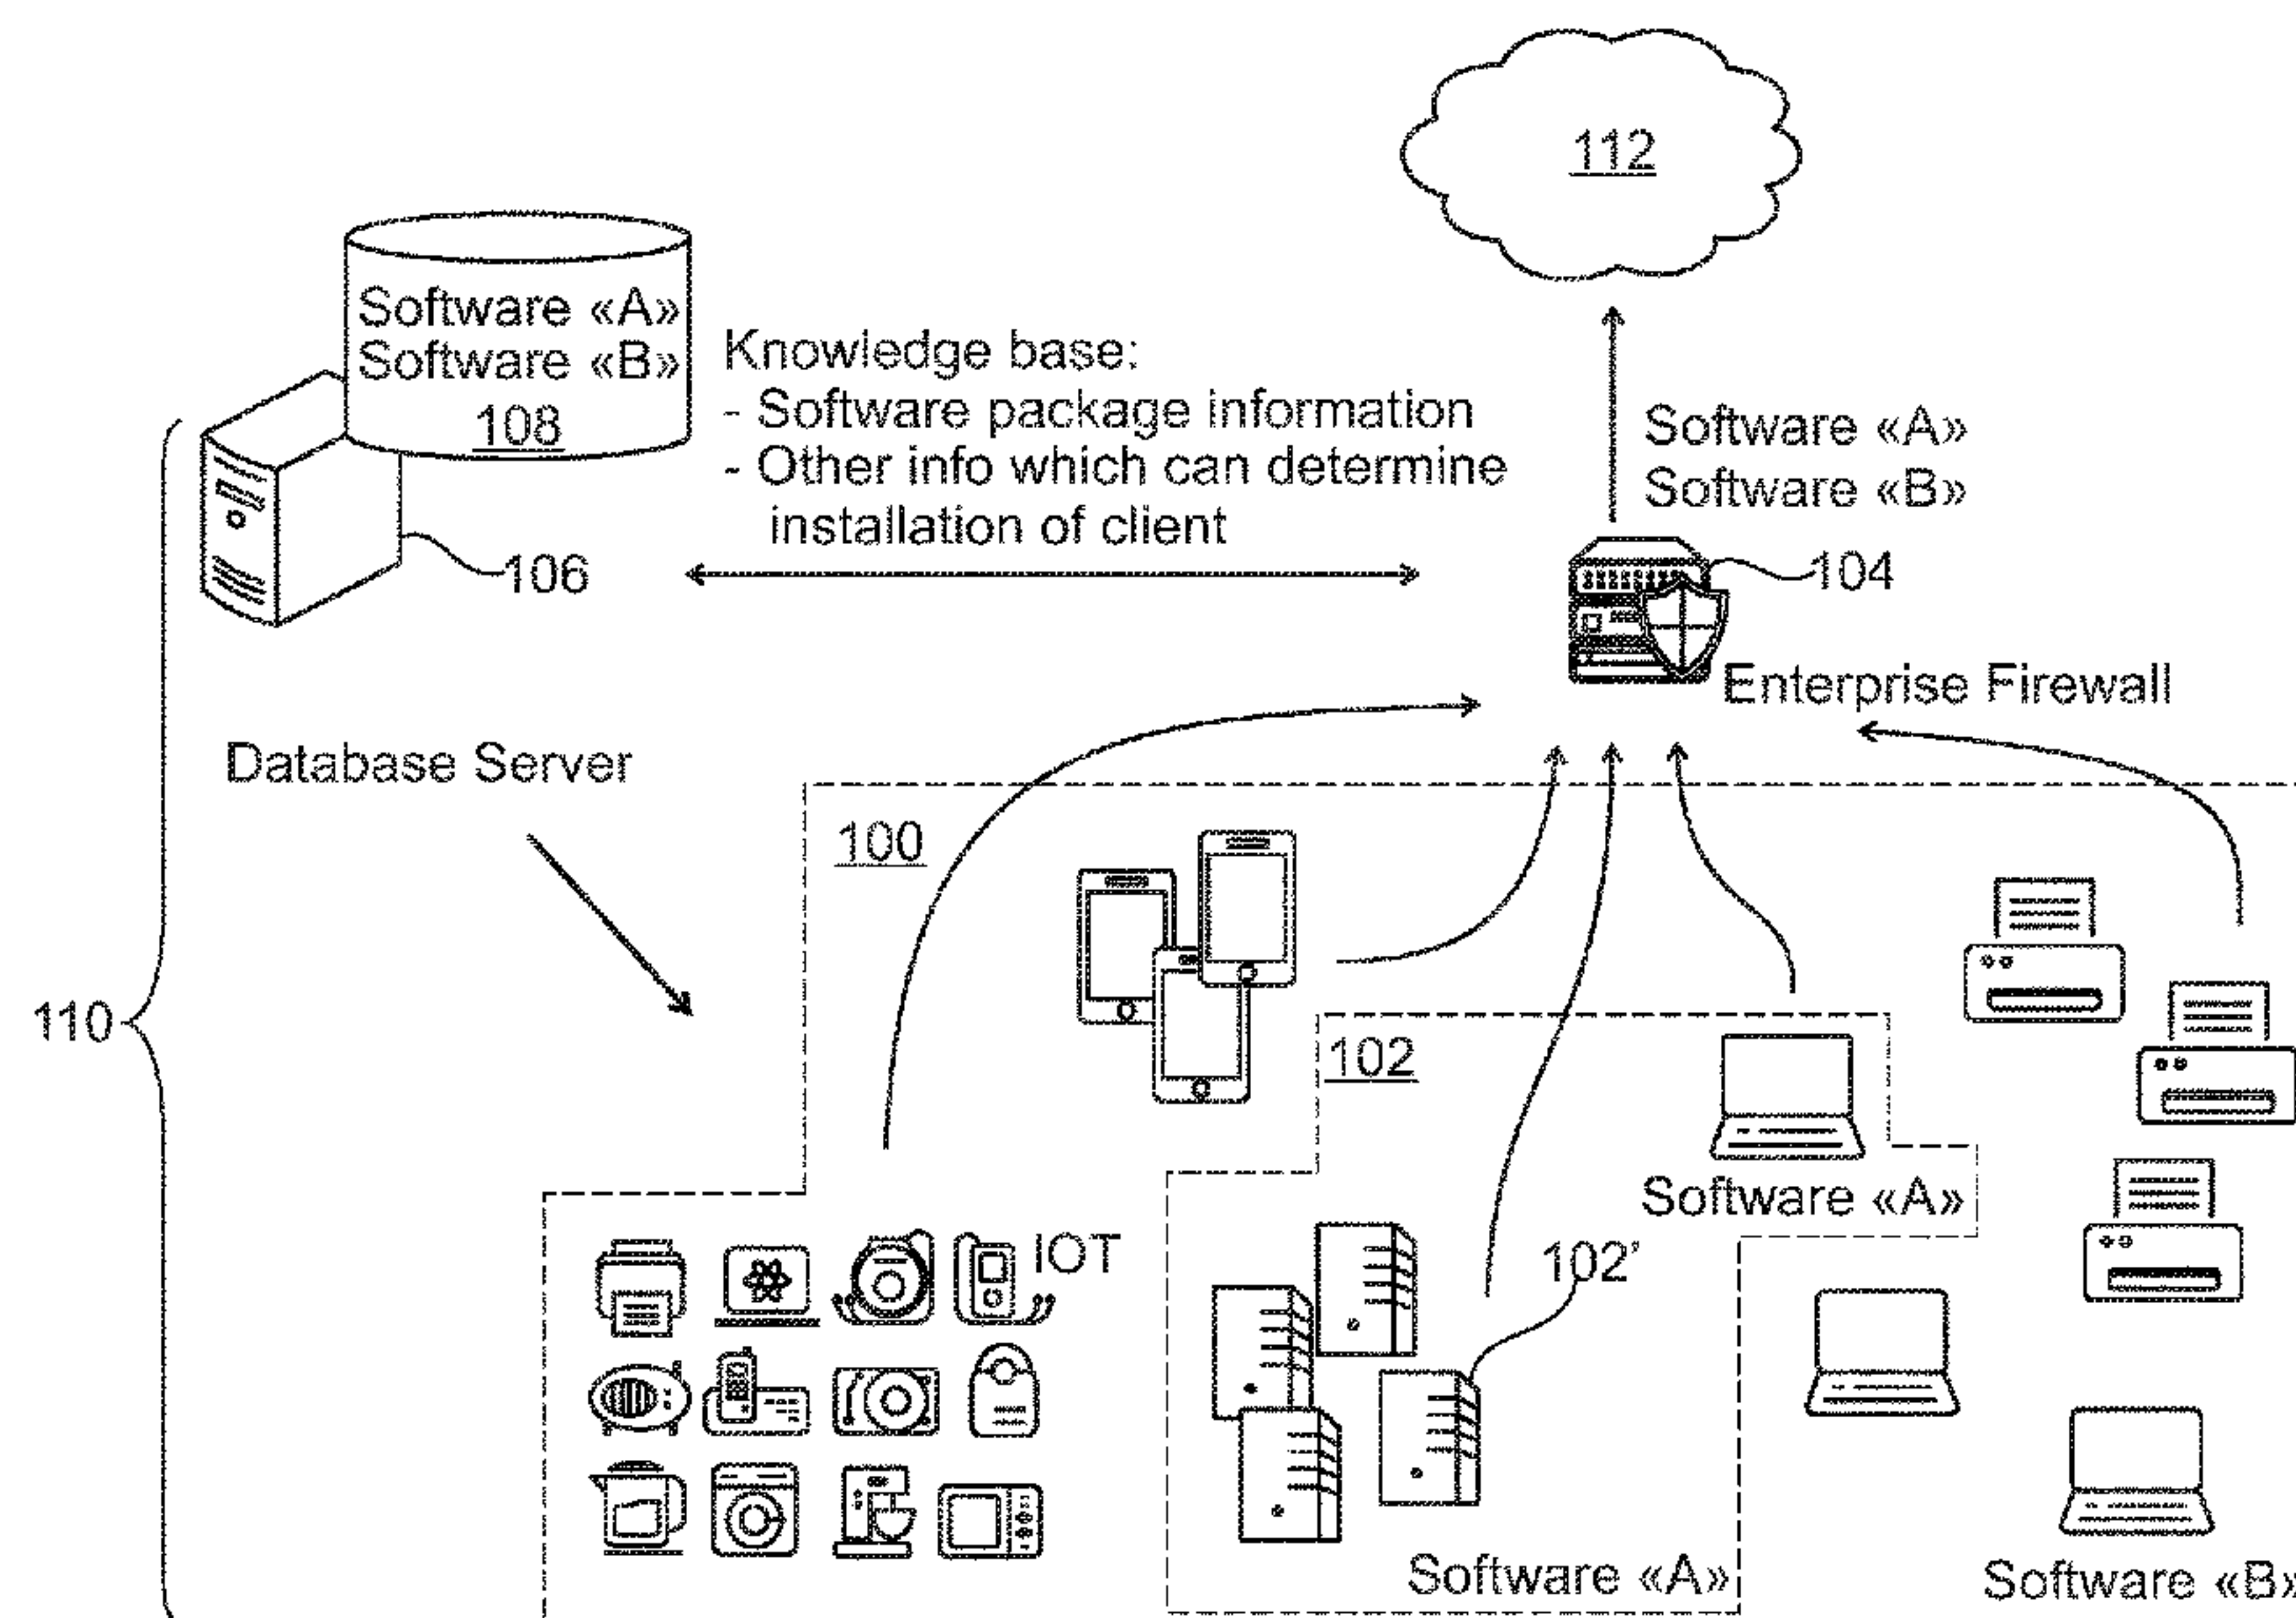 112
Software «A»
Software «B»
108
Knowledge base:
- Software package information
- Other info which can determine
installation of client
Software «A»
Software «B»
106
104
Enterprise Firewall
Database Server
100
110
102
Software «A»
IOT
102'
Software «A»
Software «B»